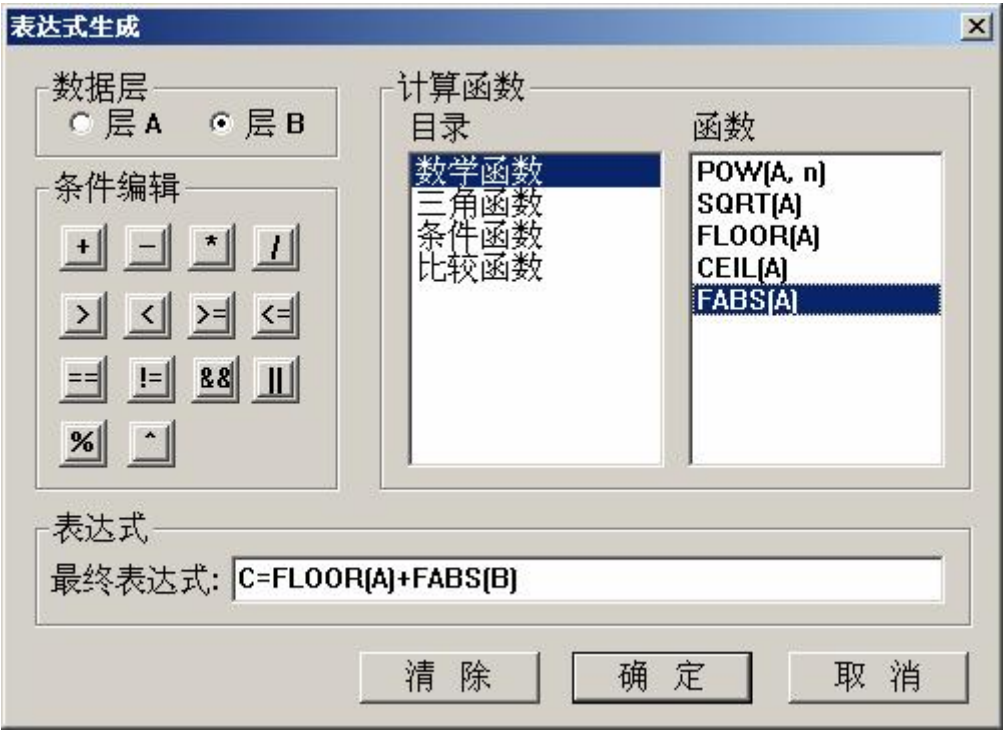 表达式生成
数据层
层 A 层 B
条件编辑
+ - * /
> < >= <=
== != && ||
% ^
计算函数
目录
数学函数
三角函数
条件函数
比较函数
函数
POW(A, n)
SQRT(A)
FLOOR(A)
CEIL(A)
FABS(A)
表达式
最终表达式: C=FLOOR(A)+FABS(B)
清 除 确 定 取 消